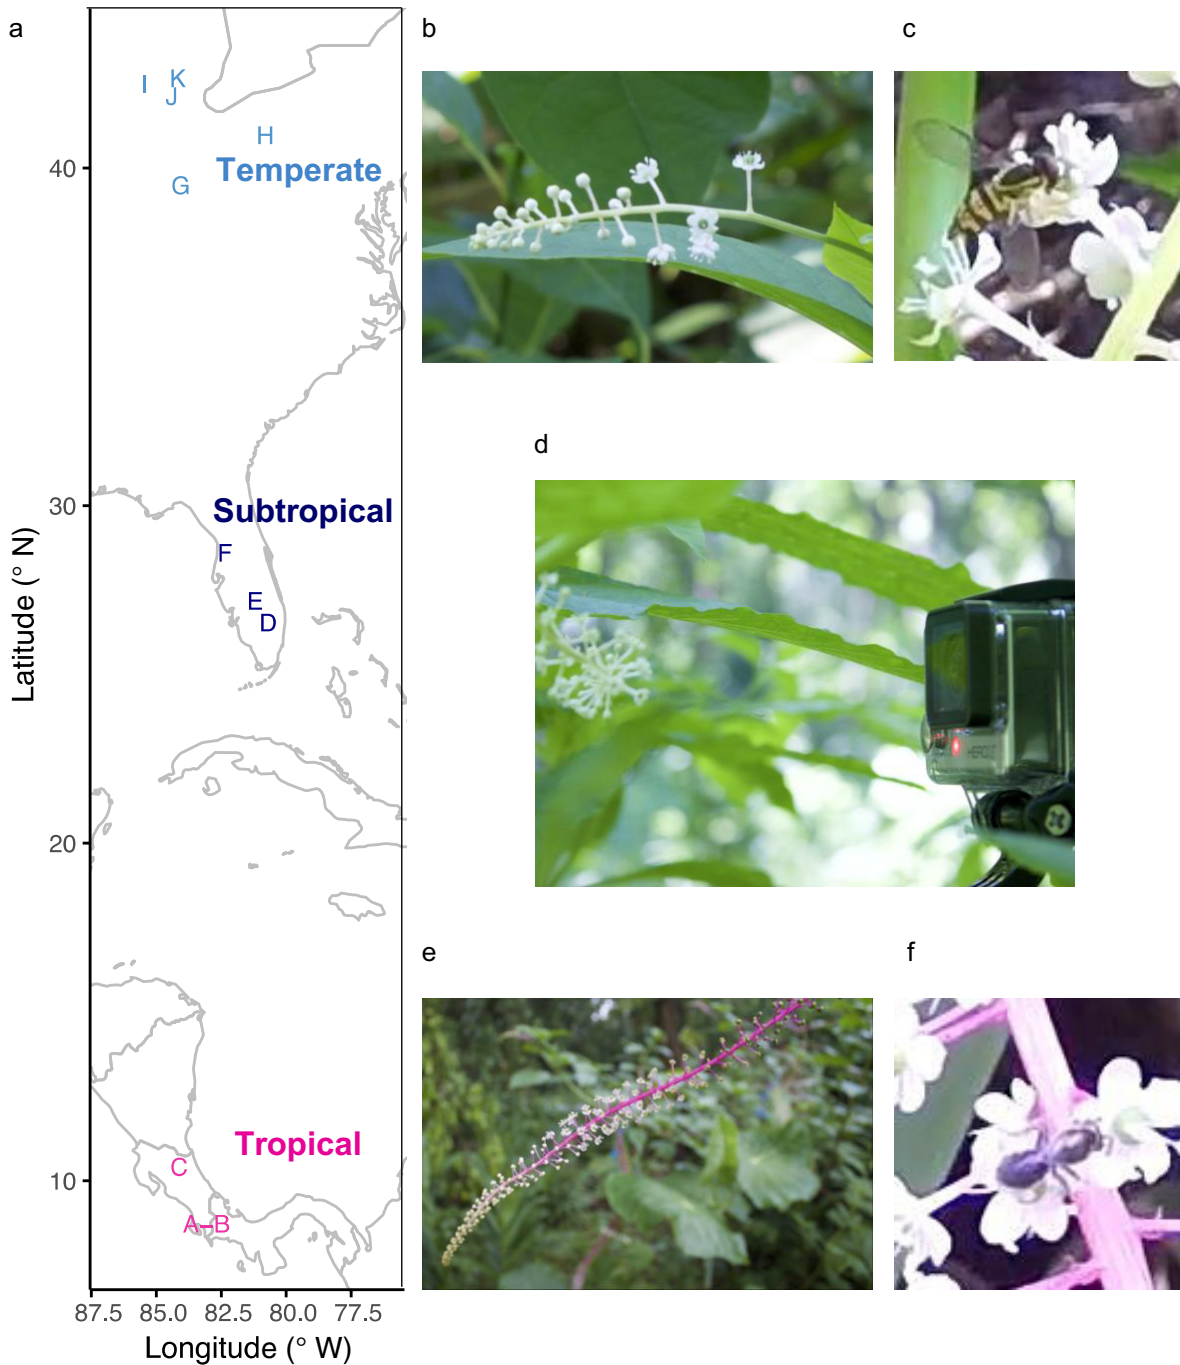 a
b
c
I
K
J
H
Temperate
G
40
d
30
Subtropical
F
E
D
HERO
Latitude (° N)
20
e
f
Tropical
10
C
A–B
87.5 85.0 82.5 80.0 77.5
Longitude (° W)